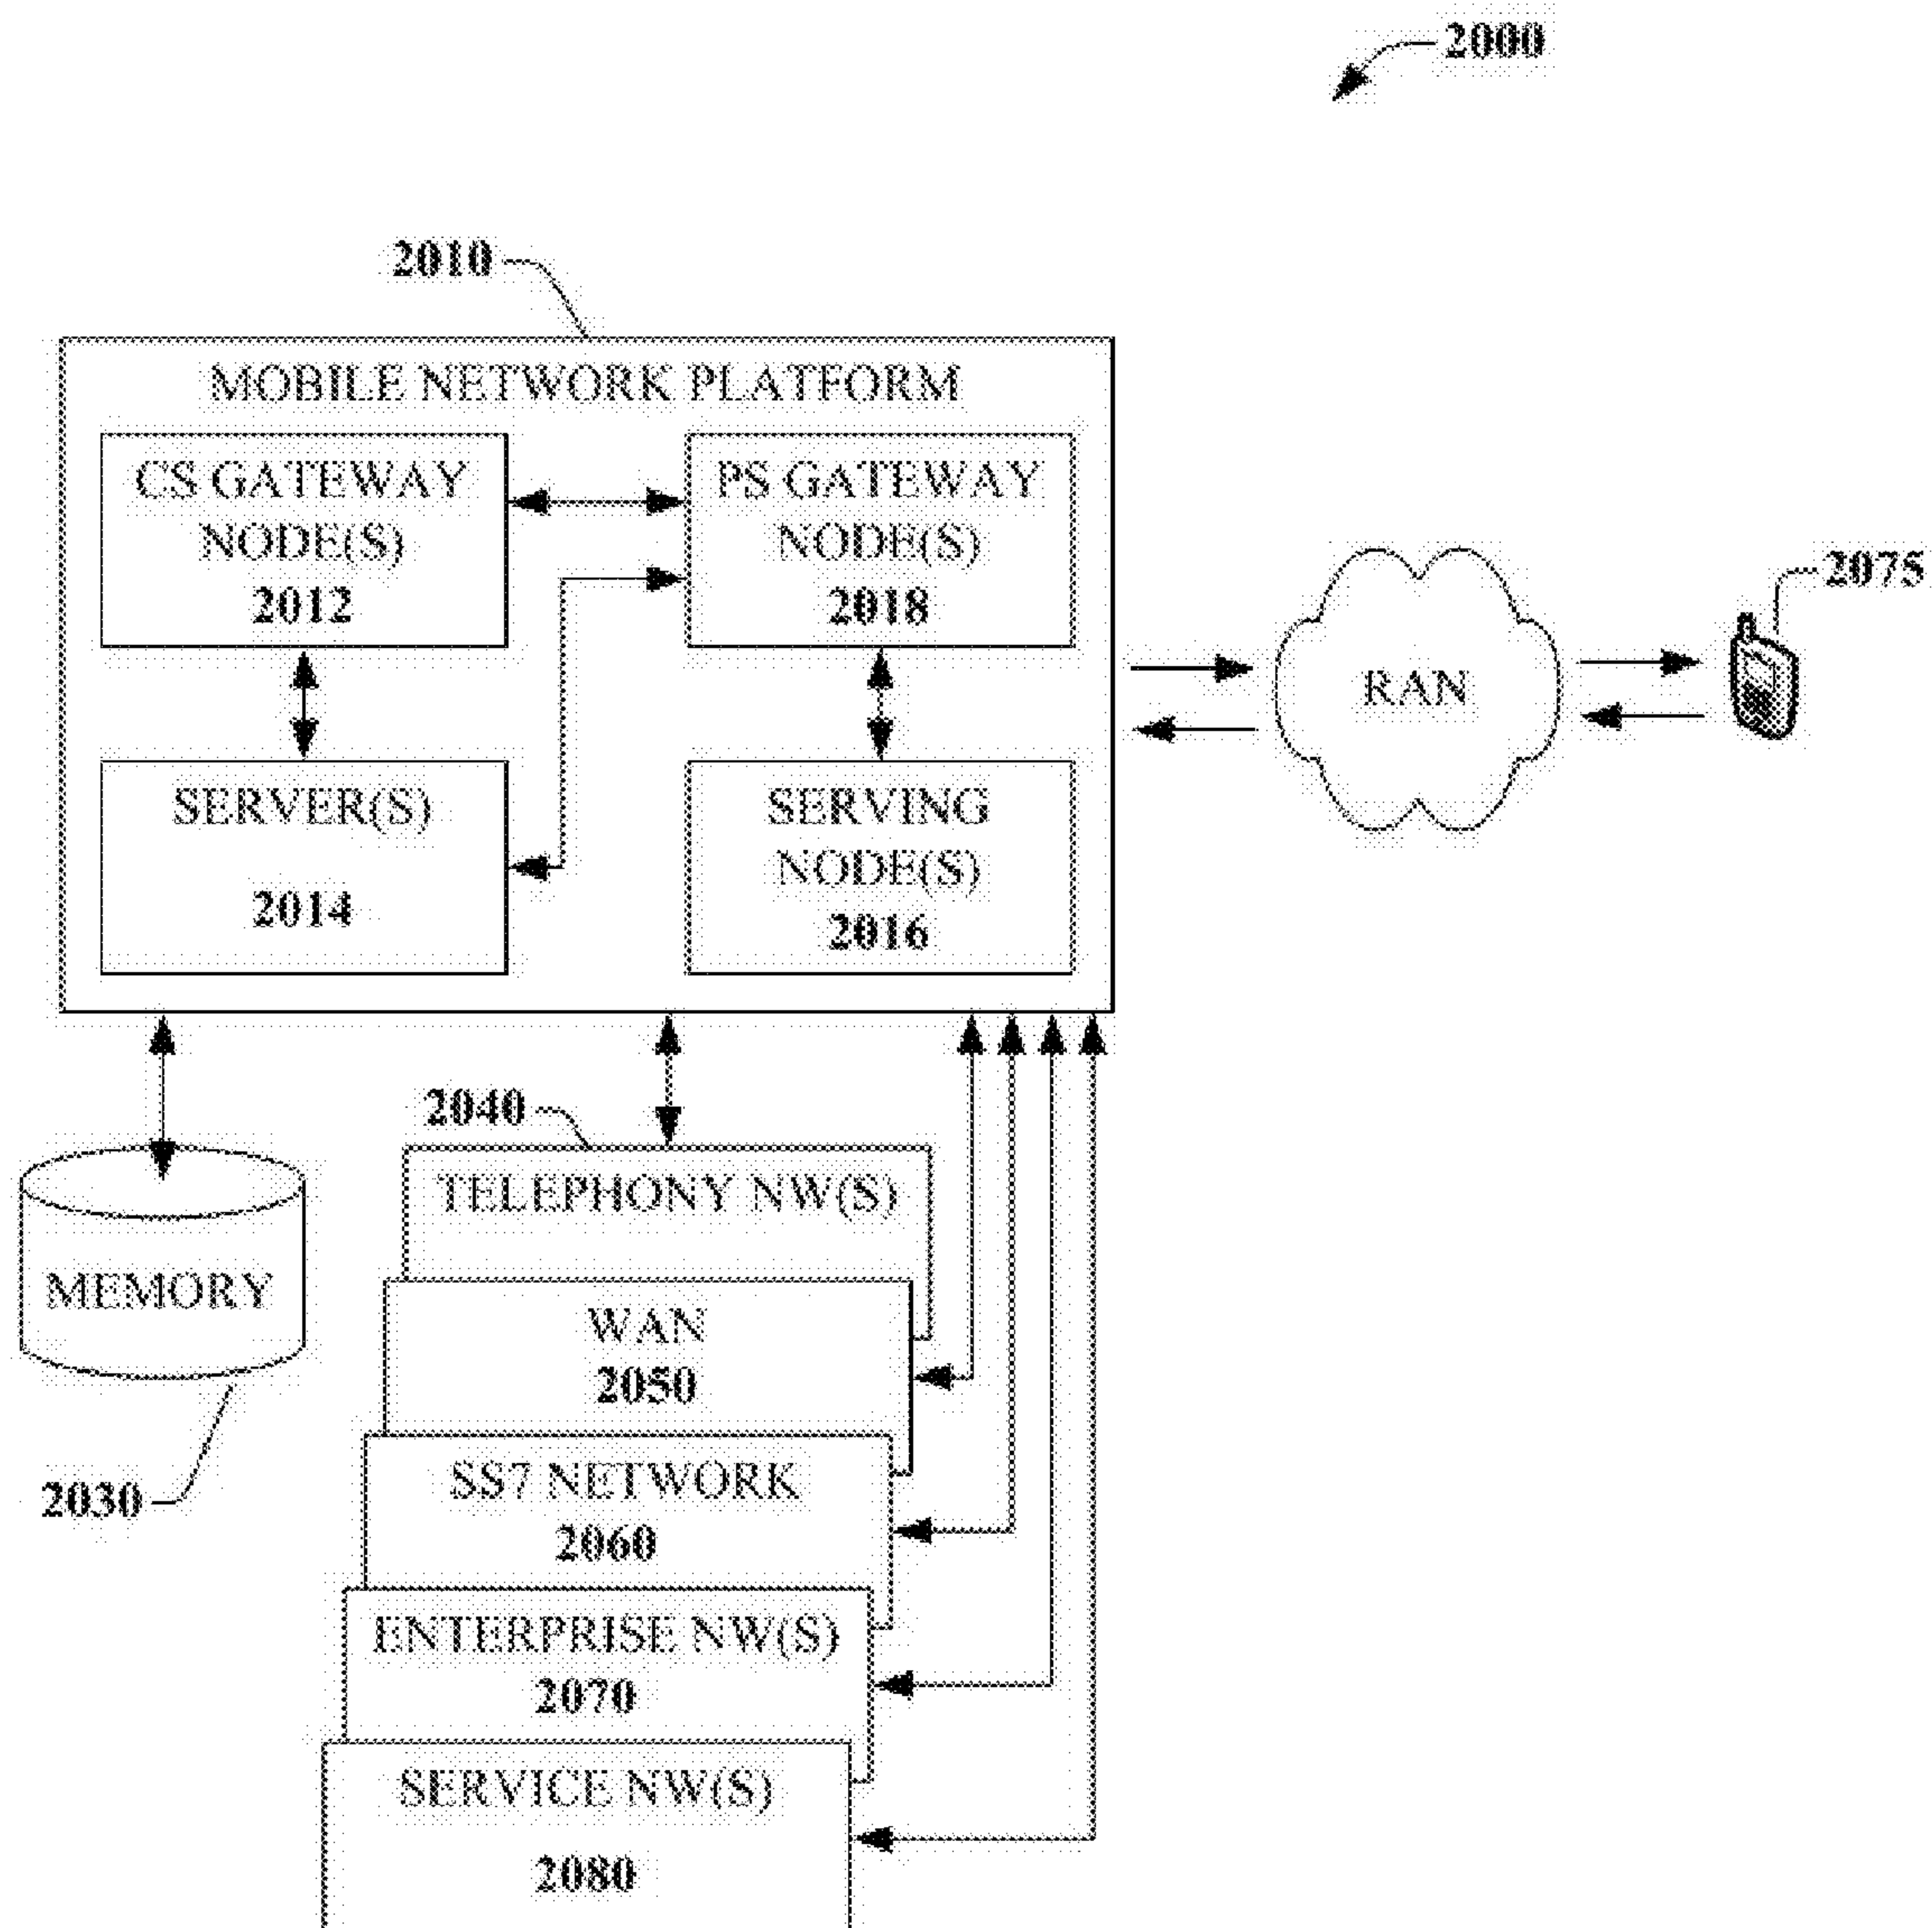 2000
2010
MOBILE NETWORK PLATFORM
CS GATEWAY
NODE(S)
2012
PS GATEWAY
NODE(S)
2018
SERVER(S)
2014
SERVING
NODE(S)
2016
RAN
2075
2040
TELEPHONY NW(S)
MEMORY
2030
WAN
2050
SS7 NETWORK
2060
ENTERPRISE NW(S)
2070
SERVICE NW(S)
2080